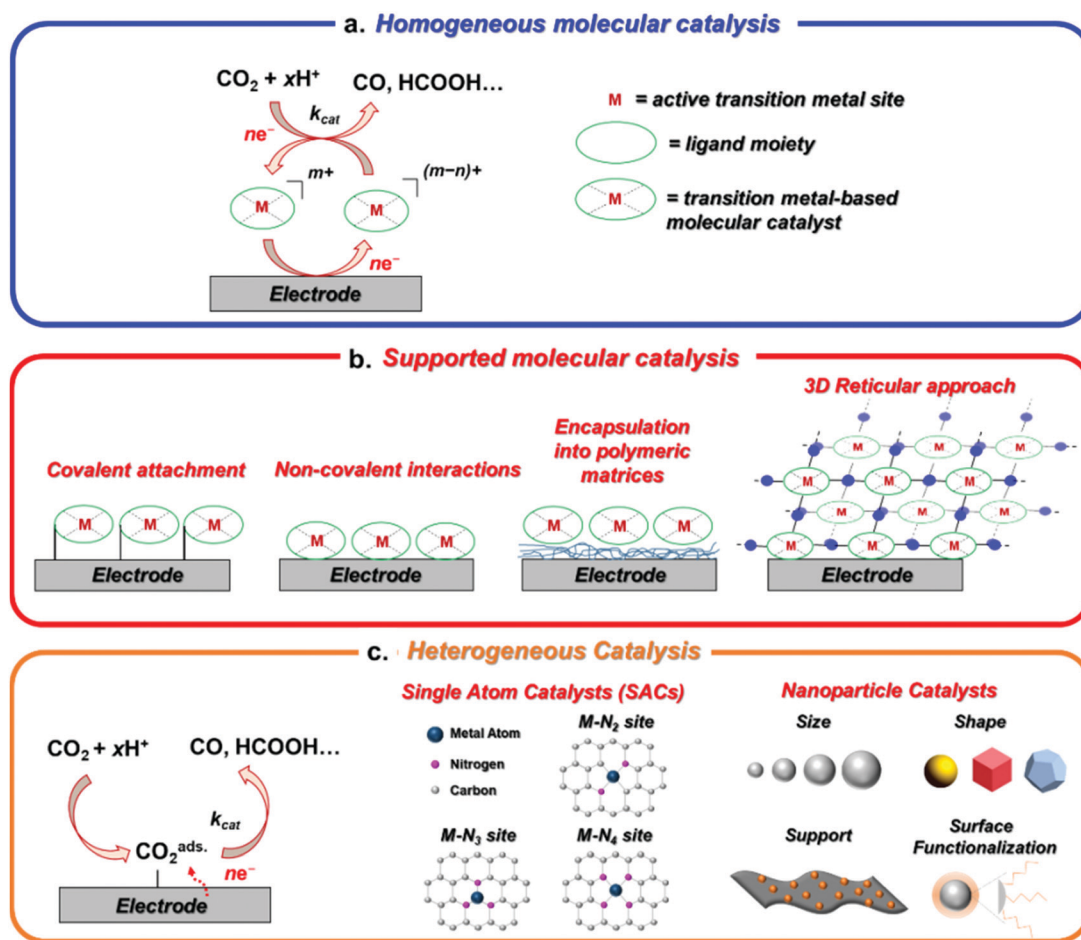 a. Homogeneous molecular catalysis
CO₂ + xH⁺
CO, HCOOH...
k_cat
ne⁻
m+
(m−n)+
M
M
ne⁻
Electrode
M = active transition metal site
= ligand moiety
M
= transition metal-based
molecular catalyst
b. Supported molecular catalysis
Covalent attachment
M M M
Electrode
Non-covalent interactions
M M M
Electrode
Encapsulation
into polymeric
matrices
M M M
Electrode
3D Reticular approach
M M M
M M M
M M M
M M M
Electrode
c. Heterogeneous Catalysis
CO₂ + xH⁺
CO, HCOOH...
k_cat
CO₂ᵃᵈˢ·
ne⁻
Electrode
Single Atom Catalysts (SACs)
Metal Atom
Nitrogen
Carbon
M-N₂ site
M-N₃ site
M-N₄ site
Nanoparticle Catalysts
Size
Shape
Support
Surface
Functionalization